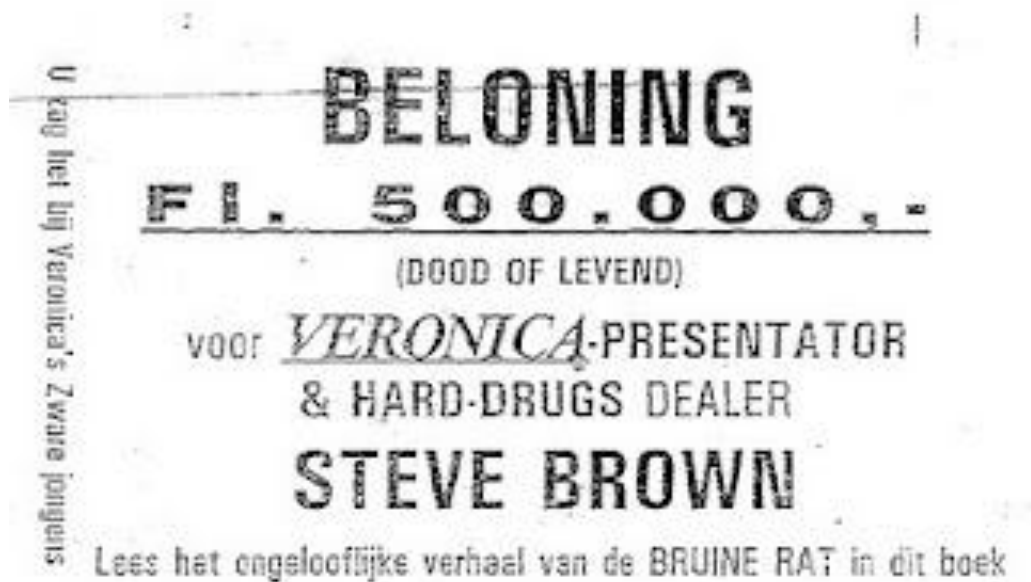 BELONING
Fl. 500.000.-
(DOOD OF LEVEND)
voor VERONICA-PRESENTATOR
& HARD-DRUGS DEALER
STEVE BROWN
Lees het ongelooflijke verhaal van de BRUINE RAT in dit boek
U zag het bij Veronica's Zware jongens